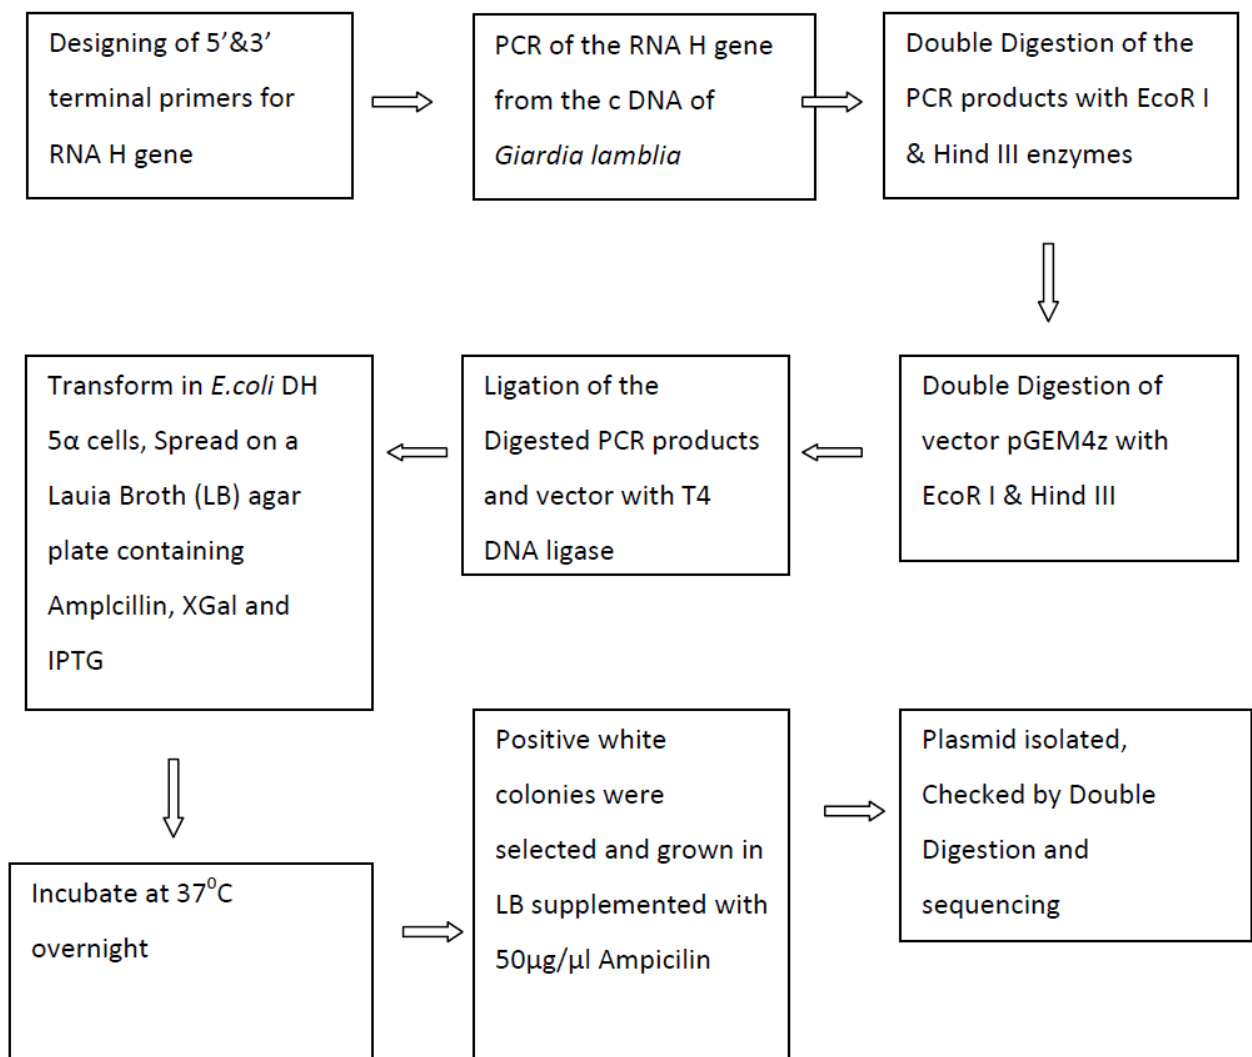 Designing of 5’&3’
terminal primers for
RNA H gene
PCR of the RNA H gene
from the c DNA of
Giardia lamblia
Double Digestion of the
PCR products with EcoR I
& Hind III enzymes
Double Digestion of
vector pGEM4z with
EcoR I & Hind III
Ligation of the
Digested PCR products
and vector with T4
DNA ligase
Transform in E.coli DH
5α cells, Spread on a
Lauia Broth (LB) agar
plate containing
Amplcillin, XGal and
IPTG
Incubate at 37⁰C
overnight
Positive white
colonies were
selected and grown in
LB supplemented with
50µg/µl Ampicilin
Plasmid isolated,
Checked by Double
Digestion and
sequencing